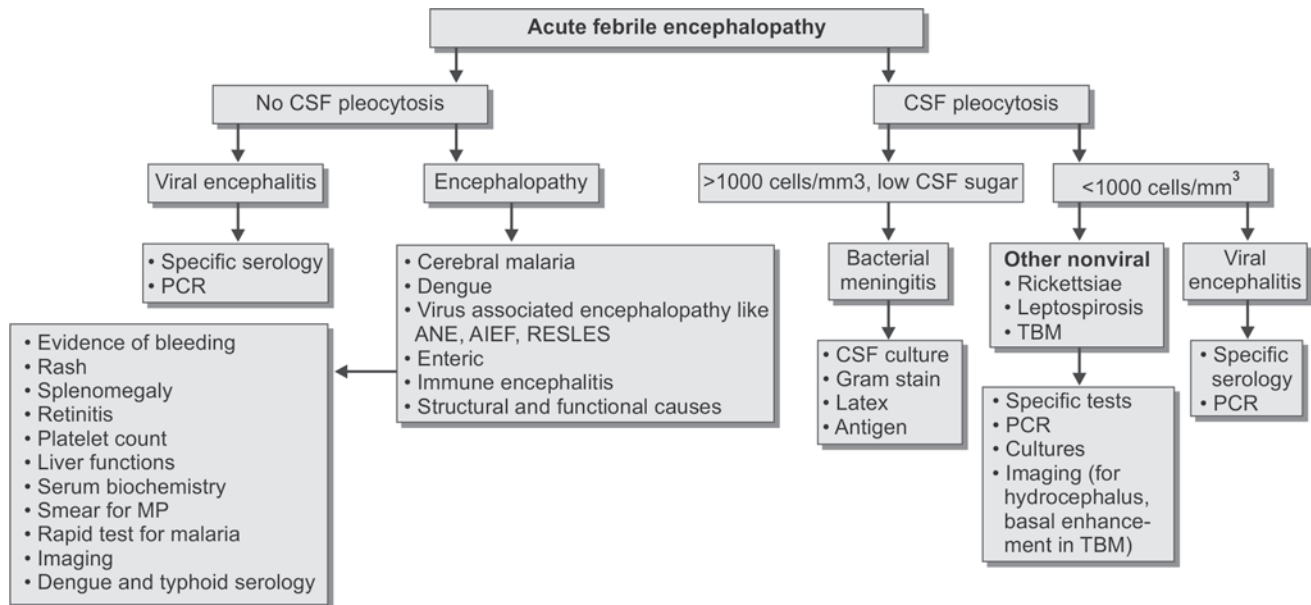 Acute febrile encephalopathy
No CSF pleocytosis
CSF pleocytosis
Viral encephalitis
Encephalopathy
>1000 cells/mm3, low CSF sugar
<1000 cells/mm³
• Specific serology
• PCR
• Cerebral malaria
• Dengue
• Virus associated encephalopathy like
ANE, AIEF, RESLES
• Enteric
• Immune encephalitis
• Structural and functional causes
• Evidence of bleeding
• Rash
• Splenomegaly
• Retinitis
• Platelet count
• Liver functions
• Serum biochemistry
• Smear for MP
• Rapid test for malaria
• Imaging
• Dengue and typhoid serology
Bacterial
meningitis
• CSF culture
• Gram stain
• Latex
• Antigen
Other nonviral
• Rickettsiae
• Leptospirosis
• TBM
• Specific tests
• PCR
• Cultures
• Imaging (for
hydrocephalus,
basal enhance-
ment in TBM)
Viral
encephalitis
• Specific
serology
• PCR